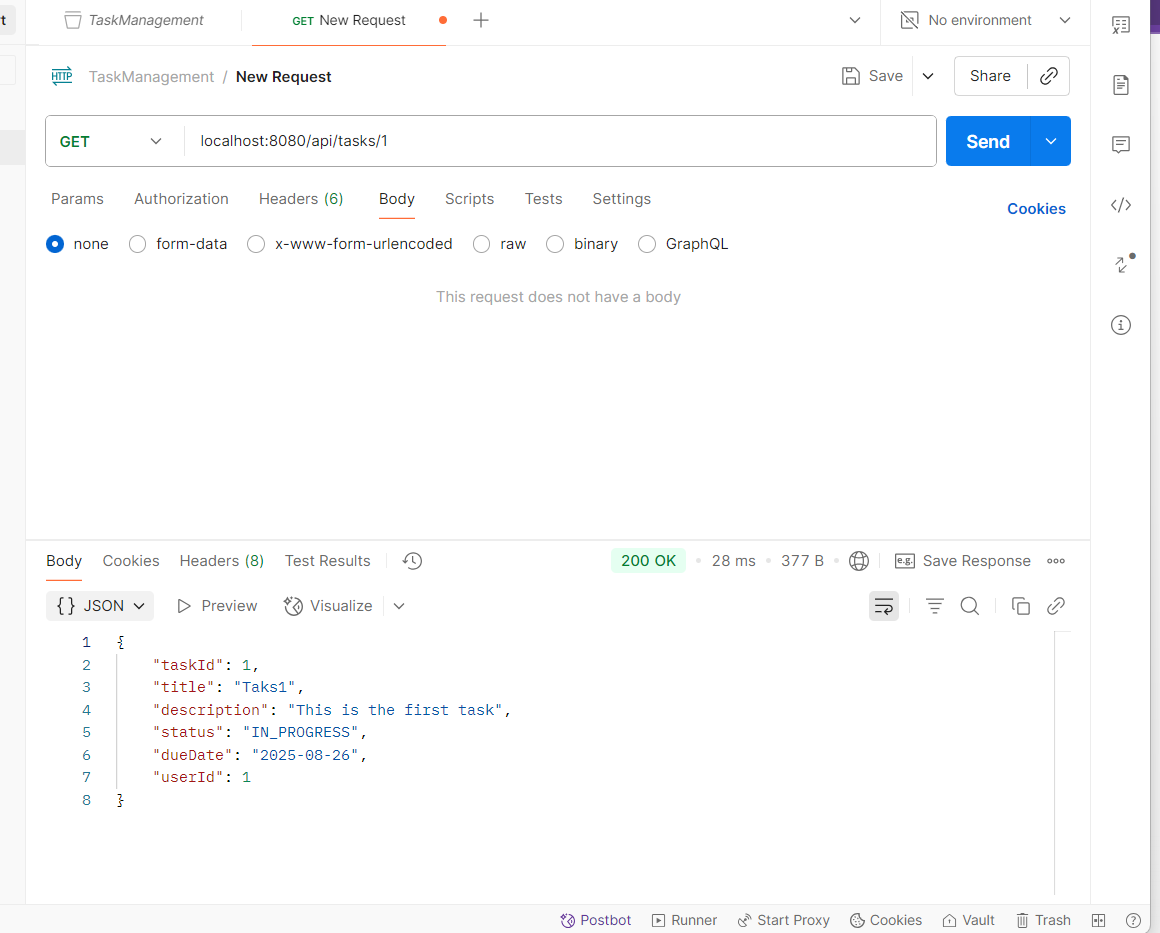 t
TaskManagement
GET New Request
No environment
HTTP TaskManagement / New Request
Save
Share
GET
localhost:8080/api/tasks/1
Send
Params Authorization Headers (6) Body Scripts Tests Settings
Cookies
none form-data x-www-form-urlencoded raw binary GraphQL
This request does not have a body
Body Cookies Headers (8) Test Results
200 OK 28 ms 377 B
e.g. Save Response
{} JSON Preview Visualize
1 {
2 "taskId": 1,
3 "title": "Taks1",
4 "description": "This is the first task",
5 "status": "IN_PROGRESS",
6 "dueDate": "2025-08-26",
7 "userId": 1
8 }
Postbot Runner Start Proxy Cookies Vault Trash